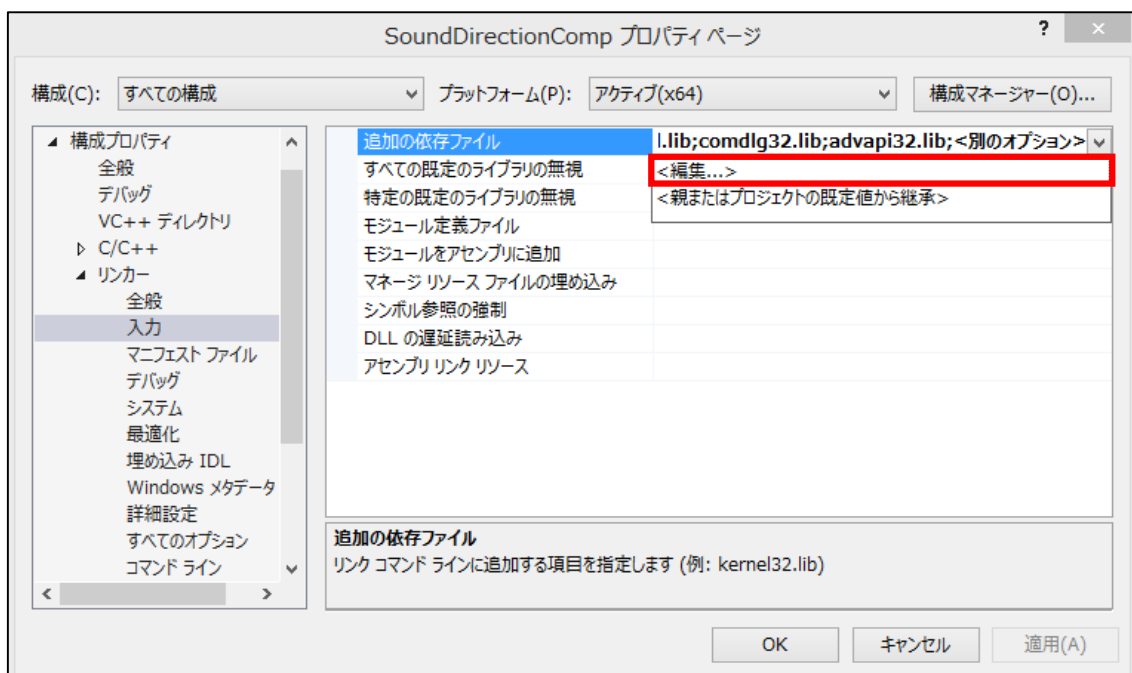 SoundDirectionComp プロパティ ページ
?
×
構成(C):
すべての構成
プラットフォーム(P):
アクティブ(x64)
構成マネージャー(O)...
構成プロパティ
全般
デバッグ
VC++ ディレクトリ
C/C++
リンカー
全般
入力
マニフェスト ファイル
デバッグ
システム
最適化
埋め込み IDL
Windows メタデータ
詳細設定
すべてのオプション
コマンド ライン
追加の依存ファイル
l.lib;comdlg32.lib;advapi32.lib;<別のオプション>
すべての既定のライブラリの無視
<編集...>
特定の既定のライブラリの無視
<親またはプロジェクトの既定値から継承>
モジュール定義ファイル
モジュールをアセンブリに追加
マネージ リソース ファイルの埋め込み
シンボル参照の強制
DLL の遅延読み込み
アセンブリ リンク リソース
追加の依存ファイル
リンク コマンド ラインに追加する項目を指定します (例: kernel32.lib)
OK
キャンセル
適用(A)